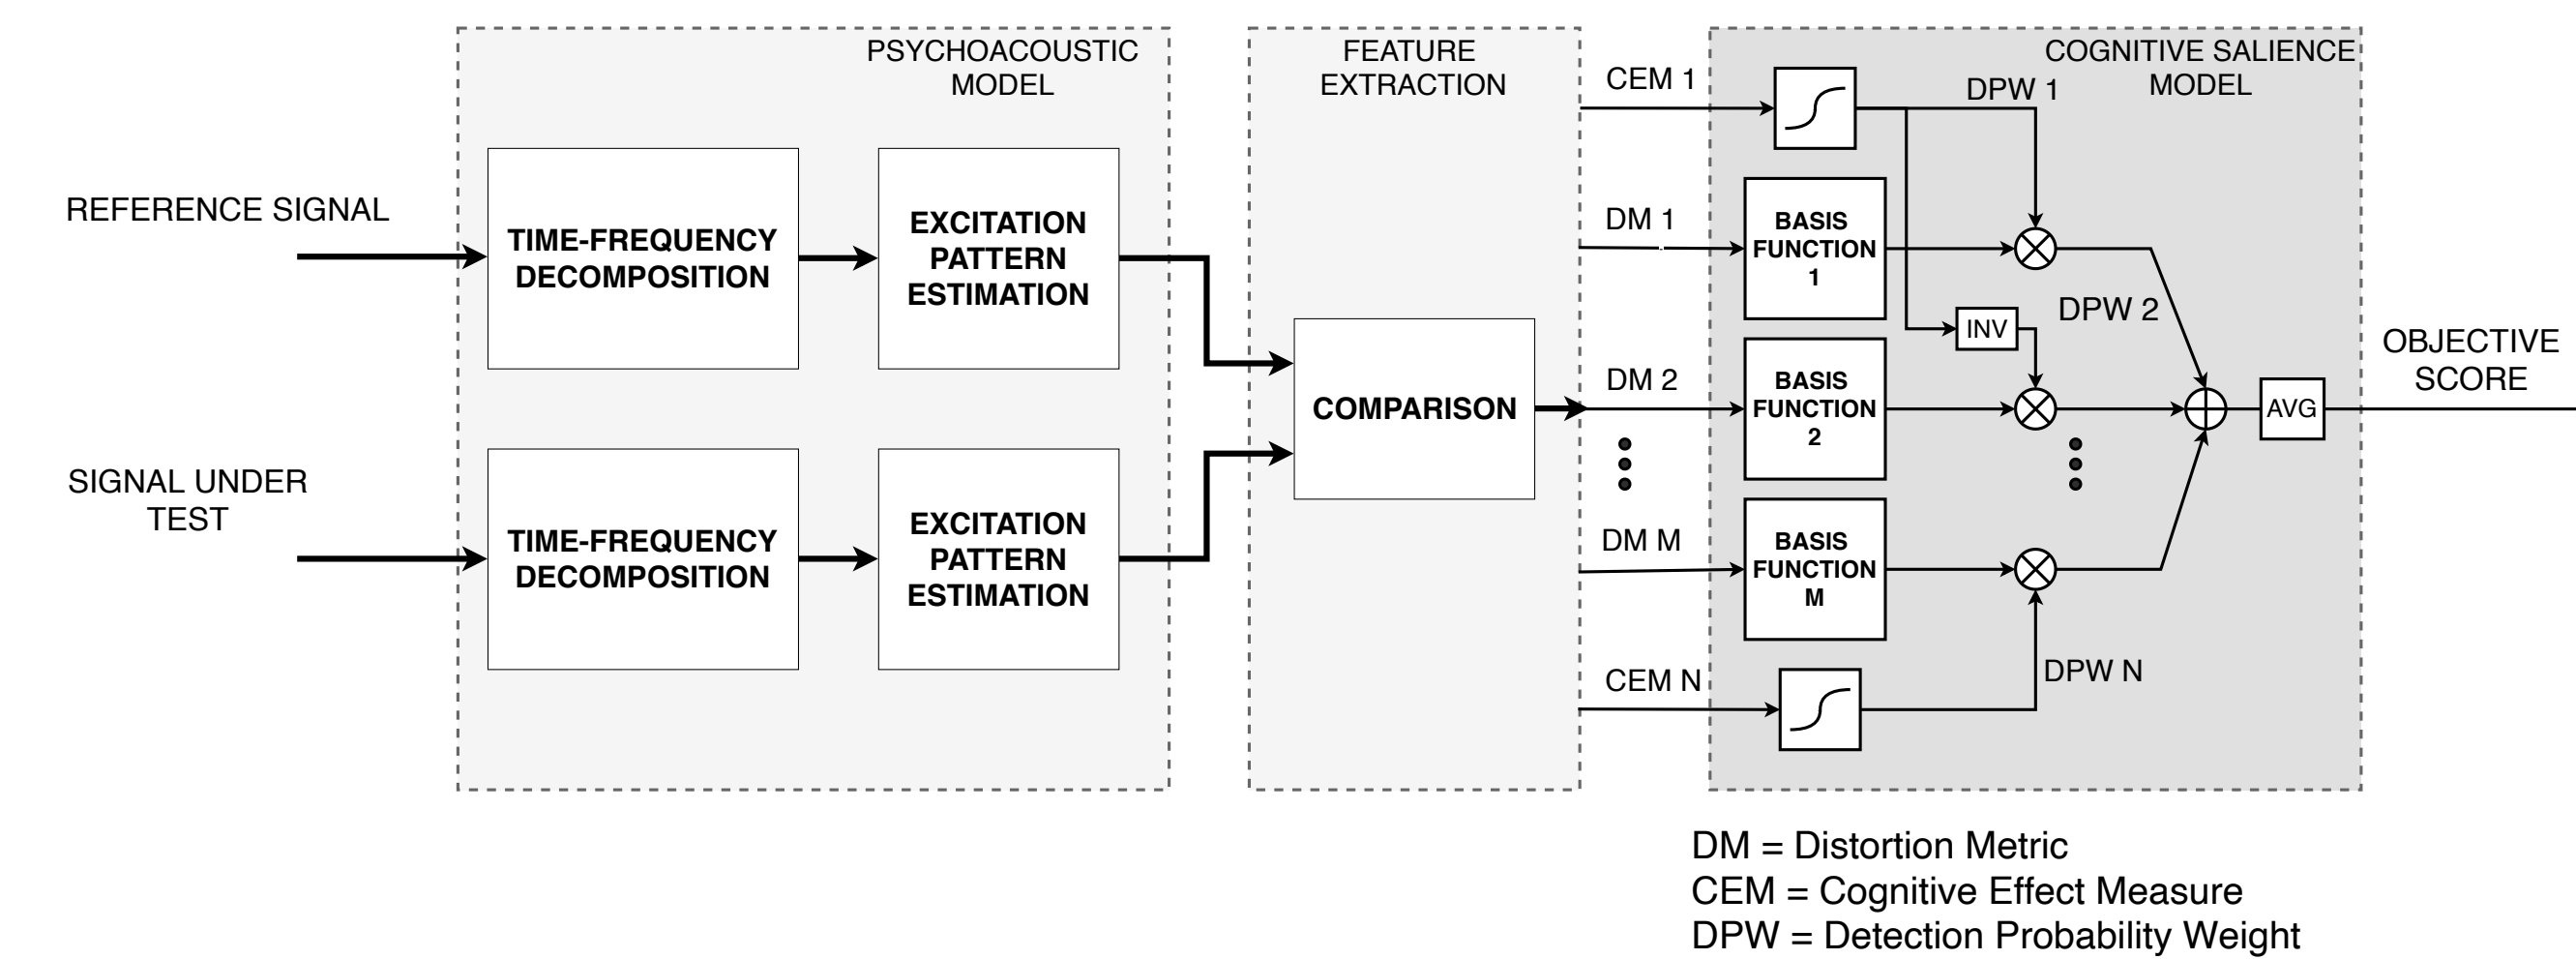 PSYCHOACOUSTIC
MODEL
FEATURE
EXTRACTION
COGNITIVE SALIENCE
MODEL
REFERENCE SIGNAL
TIME-FREQUENCY
DECOMPOSITION
EXCITATION
PATTERN
ESTIMATION
SIGNAL UNDER
TEST
TIME-FREQUENCY
DECOMPOSITION
EXCITATION
PATTERN
ESTIMATION
COMPARISON
CEM 1
DPW 1
DM 1
BASIS
FUNCTION
1
INV
DPW 2
DM 2
BASIS
FUNCTION
2
AVG
OBJECTIVE
SCORE
DM M
BASIS
FUNCTION
M
CEM N
DPW N
DM = Distortion Metric
CEM = Cognitive Effect Measure
DPW = Detection Probability Weight